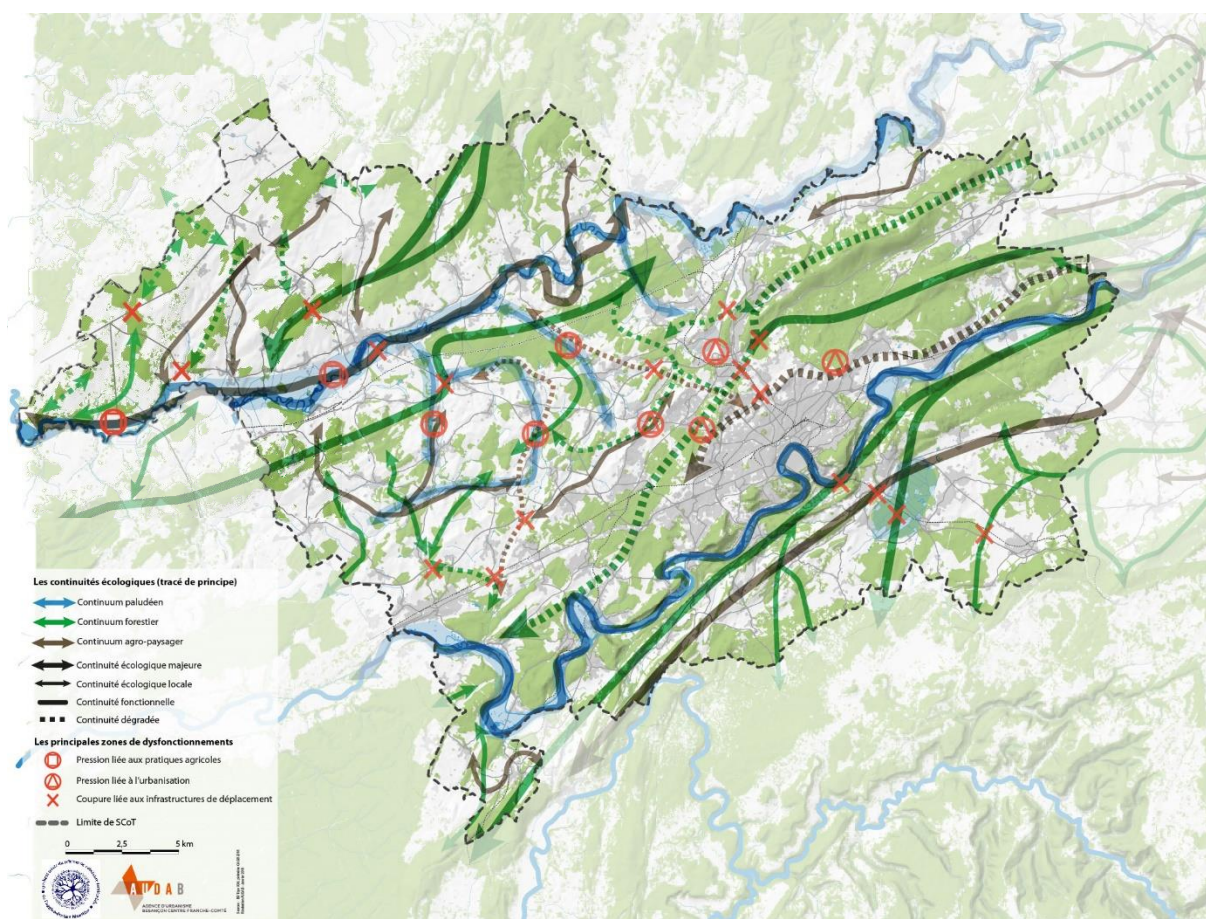 Les continuités écologiques (tracé de principe)
Continuum paludéen
Continuum forestier
Continuum agro-paysager
Continuité écologique majeure
Continuité écologique locale
Continuité fonctionnelle
Continuité dégradée
Les principales zones de dysfonctionnements
Pression liée aux pratiques agricoles
Pression liée à l'urbanisation
Coupure liée aux infrastructures de déplacement
Limite de SCoT
0 2,5 5 km
AUDAB
AGENCE D'URBANISME
BESANÇON CENTRE FRANCHE-COMTÉ